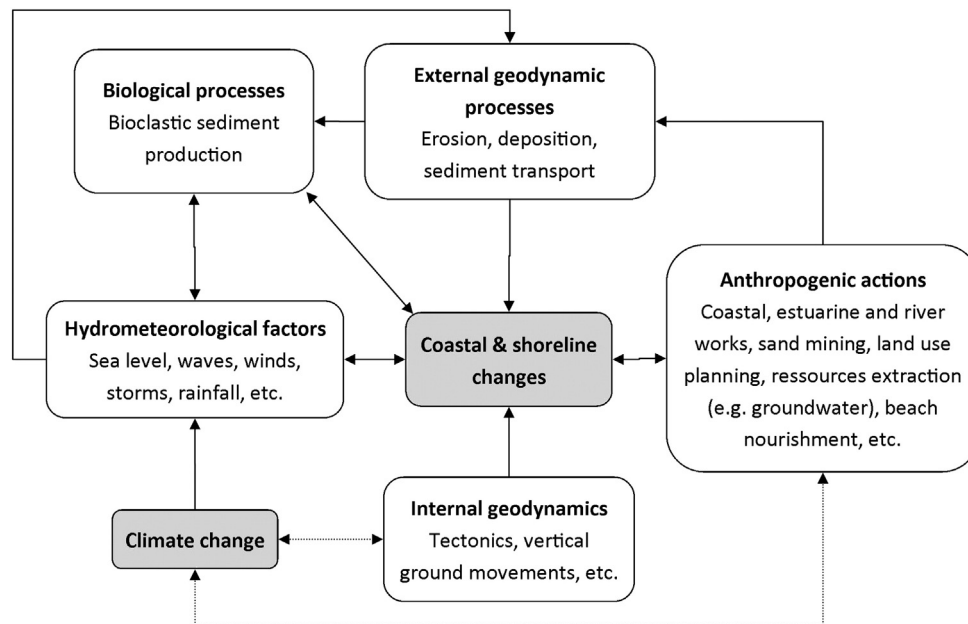 External geodynamic
processes
Erosion, deposition,
sediment transport
Biological processes
Bioclastic sediment
production
Anthropogenic actions
Coastal, estuarine and river
works, sand mining, land use
planning, ressources extraction
(e.g. groundwater), beach
nourishment, etc.
Hydrometeorological factors
Sea level, waves, winds,
storms, rainfall, etc.
Coastal & shoreline
changes
Internal geodynamics
Tectonics, vertical
ground movements, etc.
Climate change